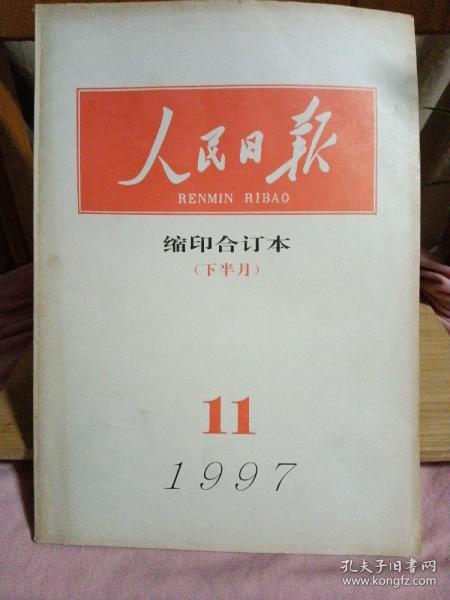 人民日报
RENMIN RIBAO
缩印合订本
（下半月）
11
1997
孔夫子旧书网
www.kongfz.com